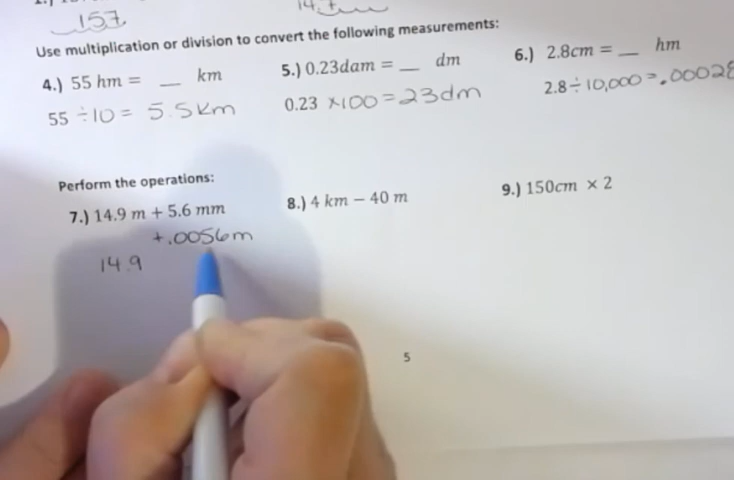 157
Use multiplication or division to convert the following measurements:
4.) 55 hm = __ km
5.) 0.23dam = __ dm
6.) 2.8cm = __ hm
55 ÷10 = 5.5km
0.23 ×100 = 23dm
2.8 ÷ 10,000 = .00028
Perform the operations:
7.) 14.9 m + 5.6 mm
8.) 4 km − 40 m
9.) 150cm × 2
+.0056m
14.9
5